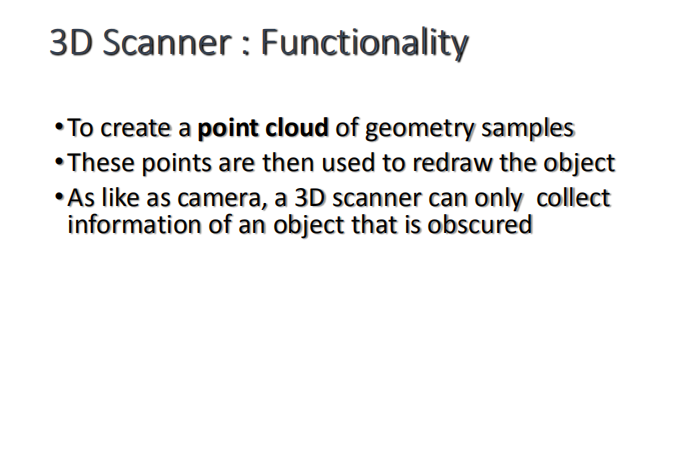 3D Scanner : Functionality
•To create a point cloud of geometry samples
•These points are then used to redraw the object
•As like as camera, a 3D scanner can only  collect
information of an object that is obscured